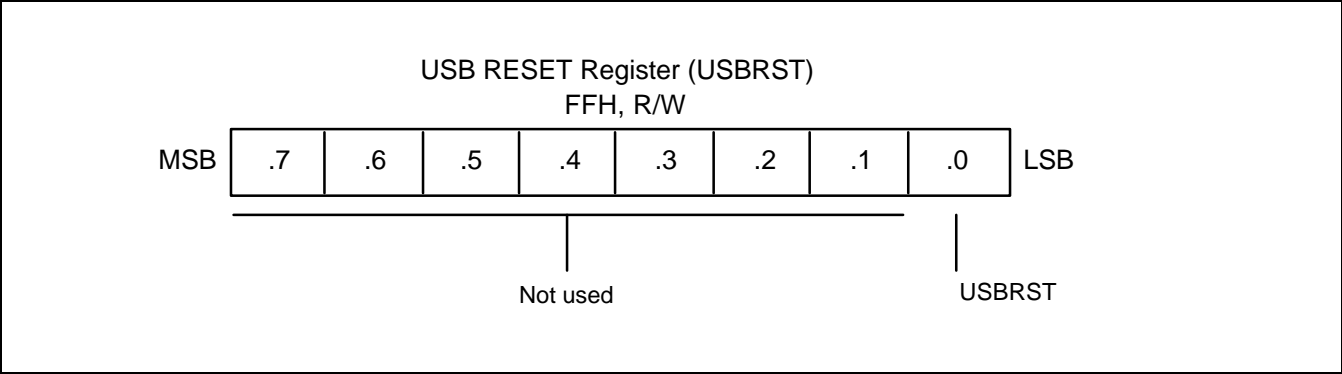 USB RESET Register (USBRST)
FFH, R/W
MSB .7 .6 .5 .4 .3 .2 .1 .0 LSB
Not used USBRST